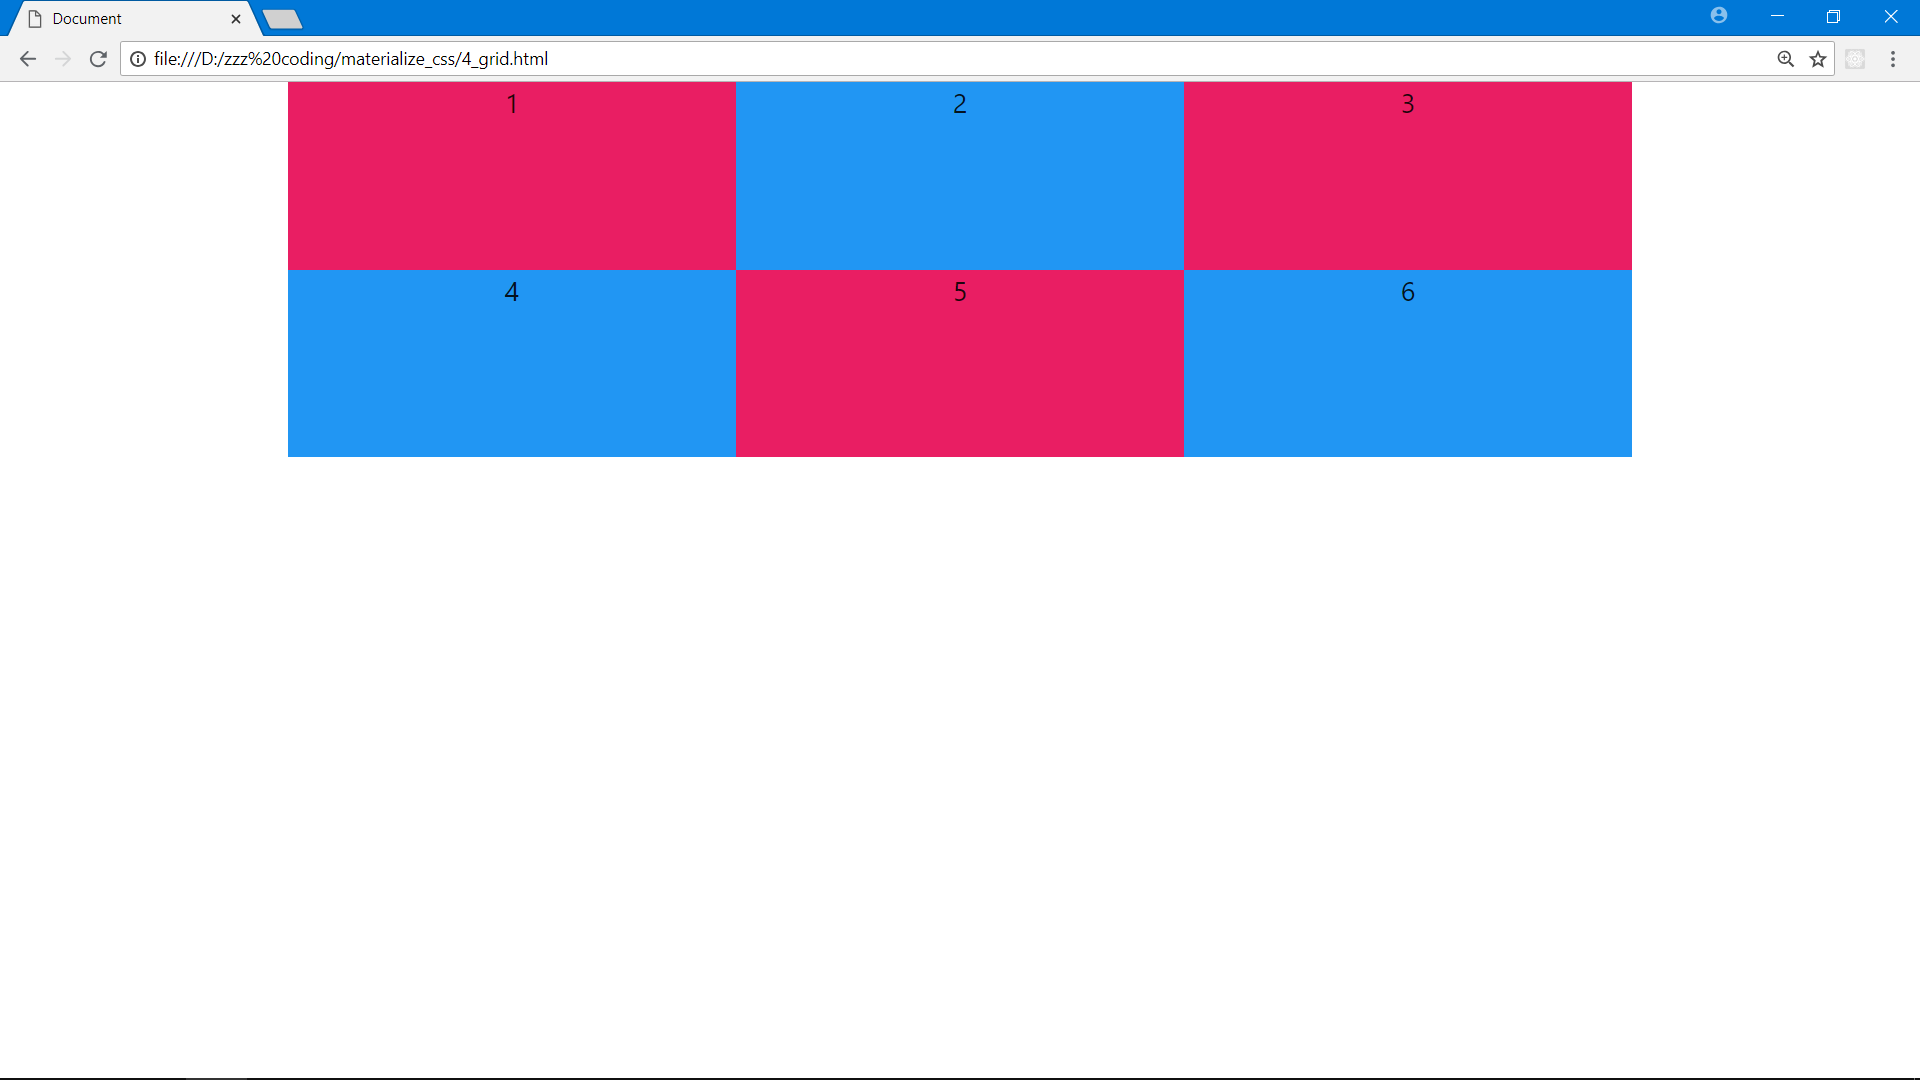 Document
file:///D:/zzz%20coding/materialize_css/4_grid.html
1 2 3
4 5 6